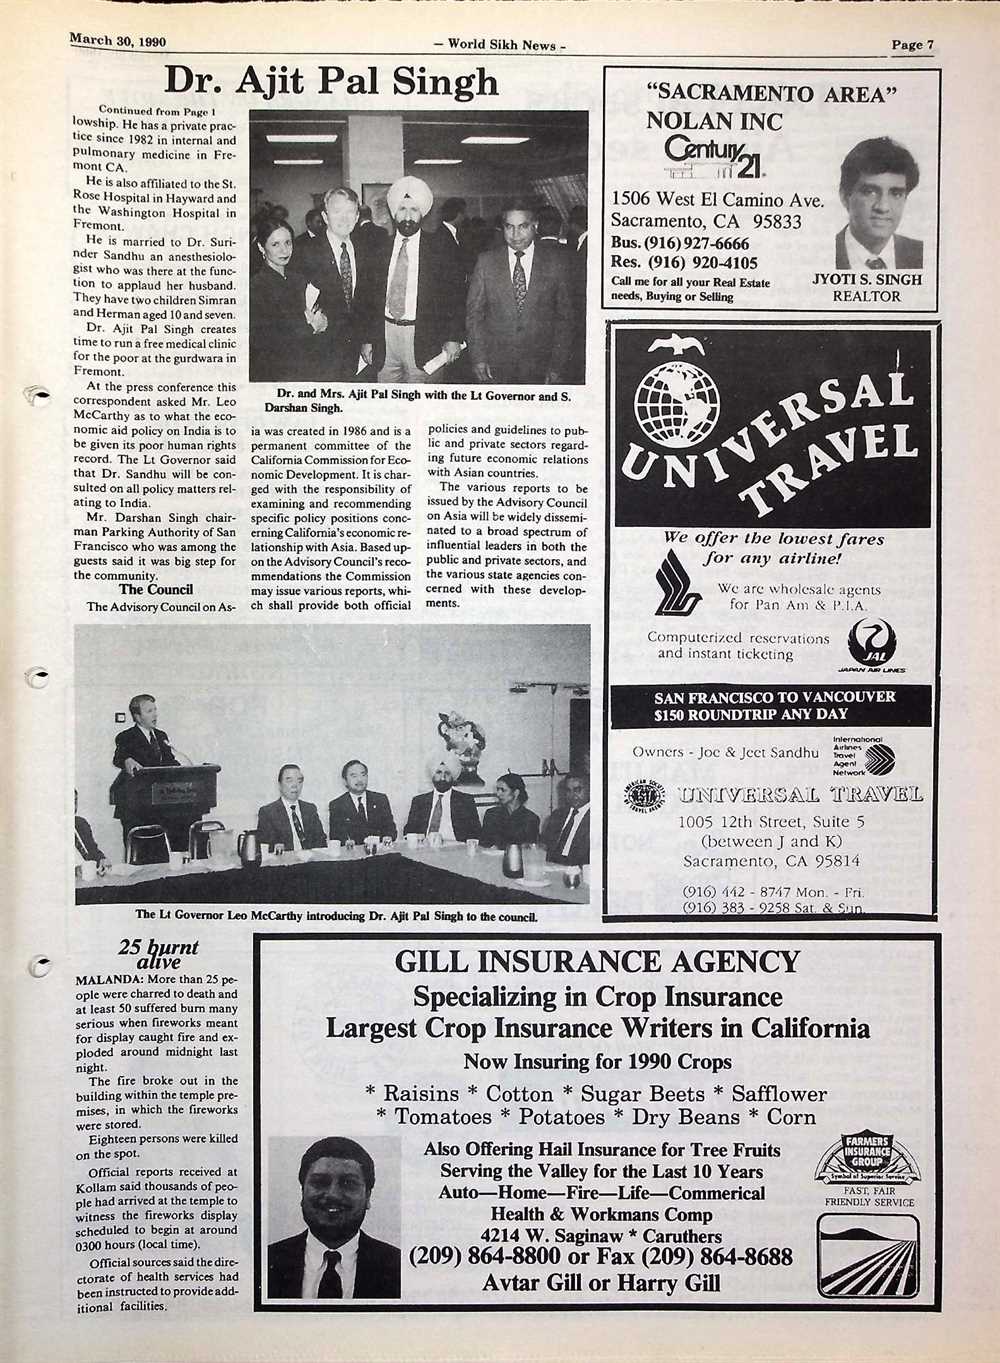 March 30, 1990
– World Sikh News –
Page 7
Dr. Ajit Pal Singh
Continued from Page 1
lowship. He has a private prac-
tice since 1982 in internal and
pulmonary medicine in Fre-
mont CA.
He is also affiliated to the St.
Rose Hospital in Hayward and
the Washington Hospital in
Fremont.
He is married to Dr. Suri-
nder Sandhu an anesthesiolo-
gist who was there at the func-
tion to applaud her husband.
They have two children Simran
and Herman aged 10 and seven.
Dr. Ajit Pal Singh creates
time to run a free medical clinic
for the poor at the gurdwara in
Fremont.
At the press conference this
correspondent asked Mr. Leo
McCarthy as to what the eco-
nomic aid policy on India is to
be given its poor human rights
record. The Lt Governor said
that Dr. Sandhu will be con-
sulted on all policy matters rel-
ating to India.
Mr. Darshan Singh chair-
man Parking Authority of San
Francisco who was among the
guests said it was big step for
the community.
The Council
The Advisory Council on As-
Dr. and Mrs. Ajit Pal Singh with the Lt Governor and S.
Darshan Singh.
ia was created in 1986 and is a
permanent committee of the
California Commission for Eco-
nomic Development. It is char-
ged with the responsibility of
examining and recommending
specific policy positions conc-
erning California's economic re-
lationship with Asia. Based up-
on the Advisory Council's reco-
mmendations the Commission
may issue various reports, whi-
ch shall provide both official
policies and guidelines to pub-
lic and private sectors regard-
ing future economic relations
with Asian countries.
The various reports to be
issued by the Advisory Council
on Asia will be widely dissemi-
nated to a broad spectrum of
influential leaders in both the
public and private sectors, and
the various state agencies con-
cerned with these develop-
ments.
The Lt Governor Leo McCarthy introducing Dr. Ajit Pal Singh to the council.
25 burnt
alive
MALANDA: More than 25 pe-
ople were charred to death and
at least 50 suffered burn many
serious when fireworks meant
for display caught fire and ex-
ploded around midnight last
night.
The fire broke out in the
building within the temple pre-
mises, in which the fireworks
were stored.
Eighteen persons were killed
on the spot.
Official reports received at
Kollam said thousands of peo-
ple had arrived at the temple to
witness the fireworks display
scheduled to begin at around
0300 hours (local time).
Official sources said the dire-
ctorate of health services had
been instructed to provide add-
itional facilities.
"SACRAMENTO AREA"
NOLAN INC
Century 21
1506 West El Camino Ave.
Sacramento, CA 95833
Bus. (916) 927-6666
Res. (916) 920-4105
Call me for all your Real Estate
needs, Buying or Selling
JYOTI S. SINGH
REALTOR
UNIVERSAL
TRAVEL
We offer the lowest fares
for any airline!
We are wholesale agents
for Pan Am & P.I.A.
Computerized reservations
and instant ticketing
JAL
JAPAN AIR LINES
SAN FRANCISCO TO VANCOUVER
$150 ROUNDTRIP ANY DAY
Owners - Joe & Jeet Sandhu
International
Airlines
Travel
Agent
Network
AMERICAN SOCIETY
ASTA
OF TRAVEL AGENTS
UNIVERSAL TRAVEL
1005 12th Street, Suite 5
(between J and K)
Sacramento, CA 95814
(916) 442 - 8747 Mon. - Fri.
(916) 383 - 9258 Sat. & Sun.
GILL INSURANCE AGENCY
Specializing in Crop Insurance
Largest Crop Insurance Writers in California
Now Insuring for 1990 Crops
* Raisins * Cotton * Sugar Beets * Safflower
* Tomatoes * Potatoes * Dry Beans * Corn
Also Offering Hail Insurance for Tree Fruits
Serving the Valley for the Last 10 Years
Auto—Home—Fire—Life—Commerical
Health & Workmans Comp
4214 W. Saginaw * Caruthers
(209) 864-8800 or Fax (209) 864-8688
Avtar Gill or Harry Gill
FARMERS
INSURANCE
GROUP
Symbol of Superior Service
FAST, FAIR
FRIENDLY SERVICE